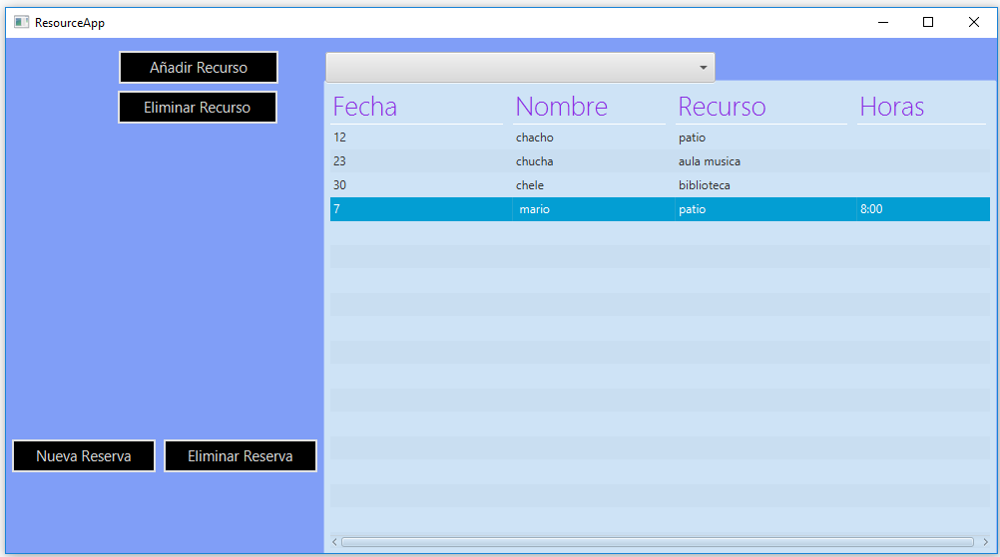 ResourceApp
Añadir Recurso
Eliminar Recurso
Fecha Nombre Recurso Horas
12 chacho patio
23 chucha aula musica
30 chele biblioteca
7 mario patio 8:00
Nueva Reserva Eliminar Reserva